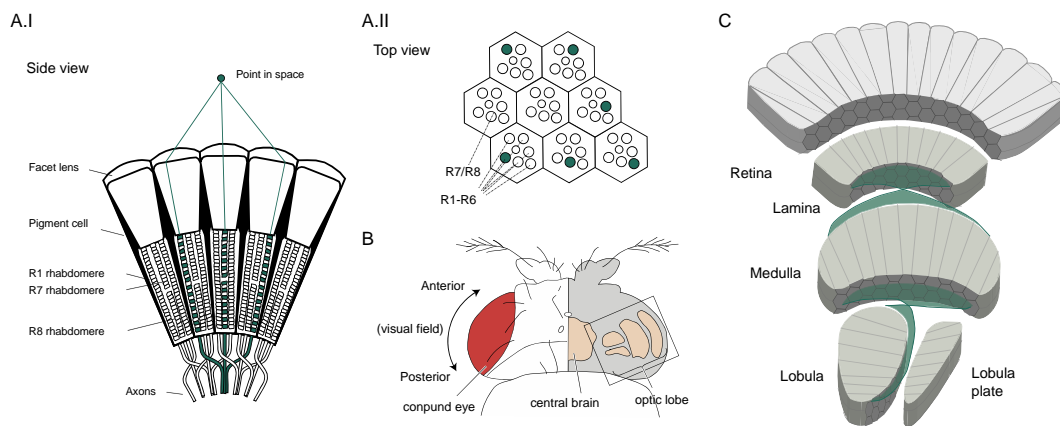 A.I
Side view
Point in space
Facet lens
Pigment cell
R1 rhabdomere
R7 rhabdomere
R8 rhabdomere
Axons
A.II
Top view
R7/R8
R1-R6
B
Anterior
(visual field)
Posterior
conpund eye
central brain
optic lobe
C
Retina
Lamina
Medulla
Lobula
Lobula
plate